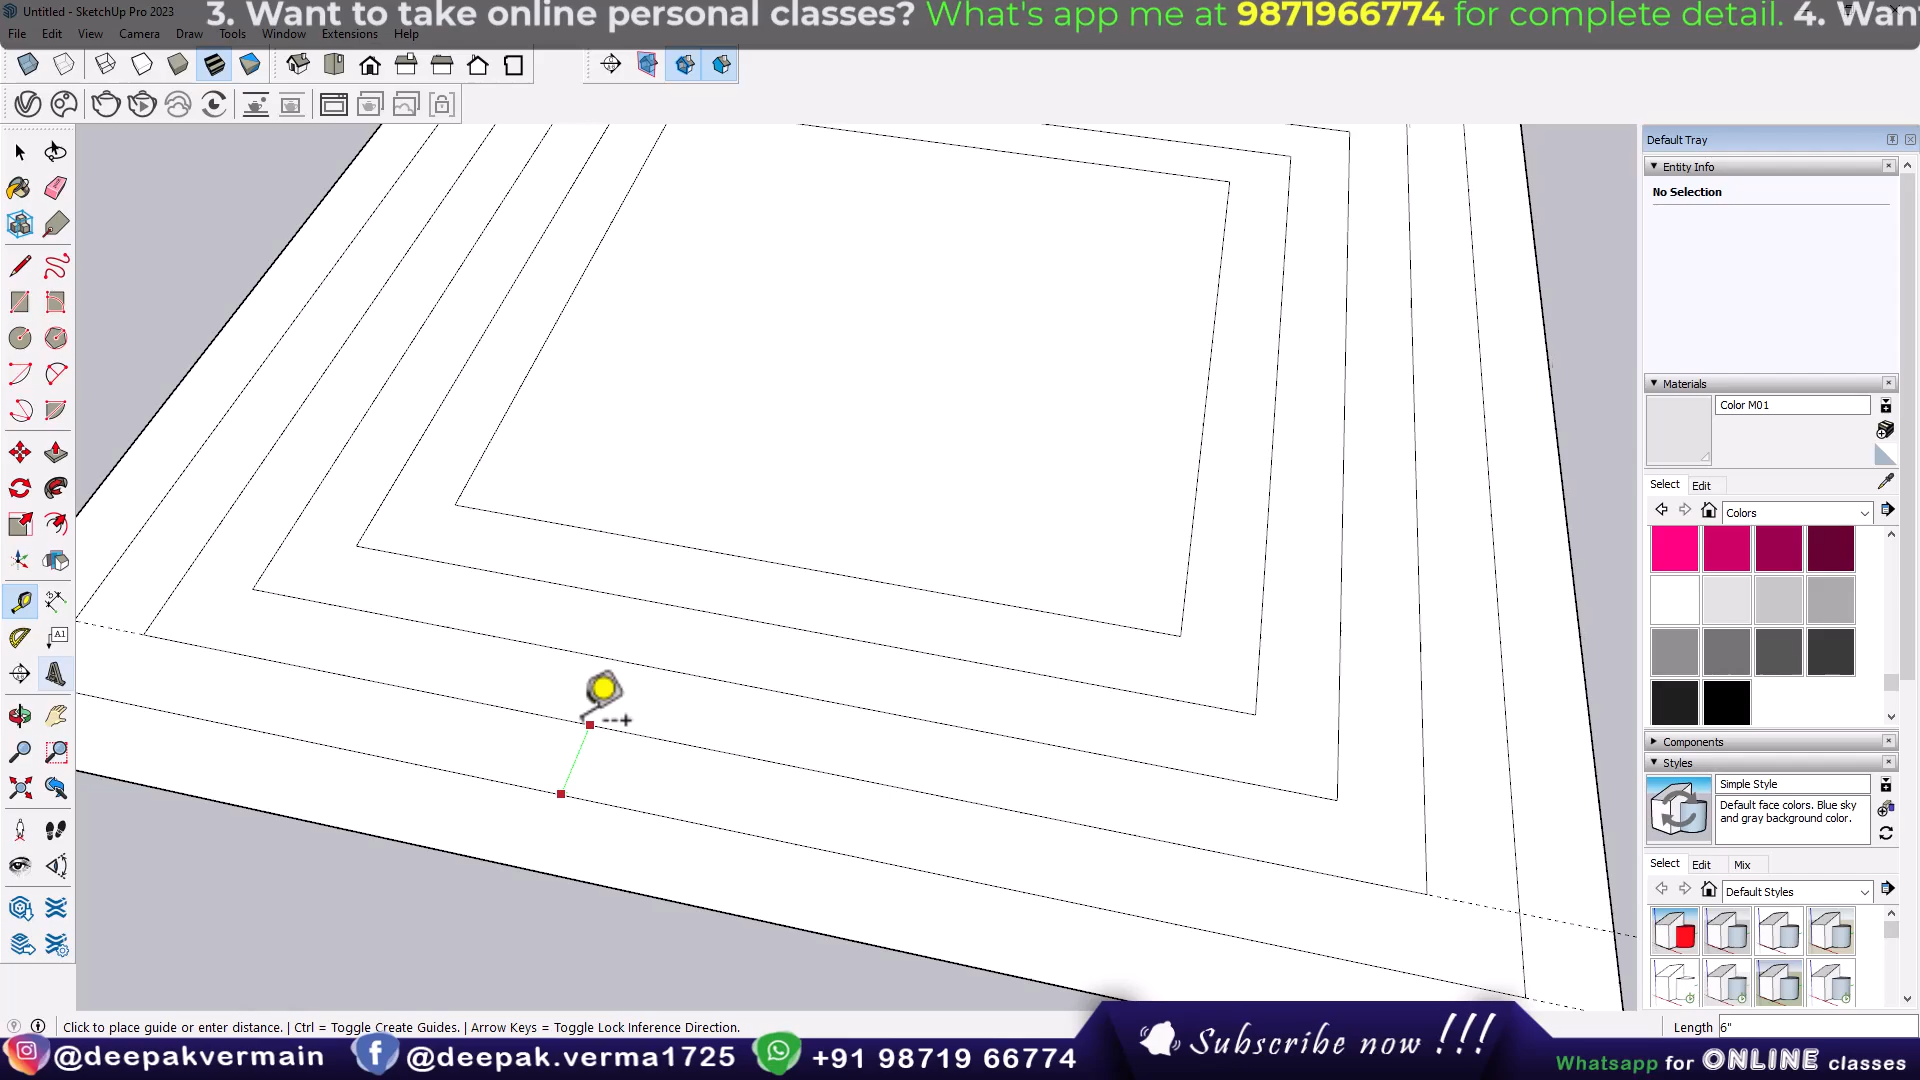 Untitled - SketchUp Pro 2023
3. Want to take online personal classes? What's app me at 9871966774 for complete detail. 4. Want
File Edit View Camera Draw Tools Window Extensions Help
Default Tray
Entity Info
No Selection
Materials
Color M01
Select Edit
Colors
A1
Components
Styles
Simple Style
Default face colors. Blue sky
and gray background color.
Select Edit Mix
Default Styles
Click to place guide or enter distance. | Ctrl = Toggle Create Guides. | Arrow Keys = Toggle Lock Inference Direction.
Length 6"
@deepakvermain @deepak.verma1725 +91 98719 66774
Subscribe now !!!
Whatsapp for ONLINE classes